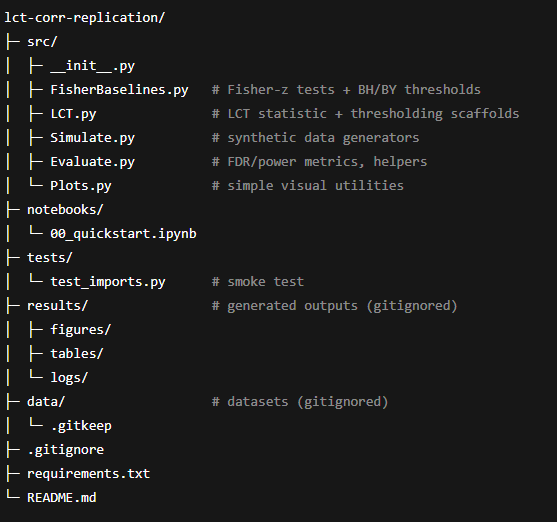 lct-corr-replication/
├─ src/
│  ├─ __init__.py
│  ├─ FisherBaselines.py   # Fisher-z tests + BH/BY thresholds
│  ├─ LCT.py               # LCT statistic + thresholding scaffolds
│  ├─ Simulate.py          # synthetic data generators
│  ├─ Evaluate.py          # FDR/power metrics, helpers
│  └─ Plots.py             # simple visual utilities
├─ notebooks/
│  └─ 00_quickstart.ipynb
├─ tests/
│  └─ test_imports.py      # smoke test
├─ results/                # generated outputs (gitignored)
│  ├─ figures/
│  ├─ tables/
│  └─ logs/
├─ data/                   # datasets (gitignored)
│  └─ .gitkeep
├─ .gitignore
├─ requirements.txt
└─ README.md